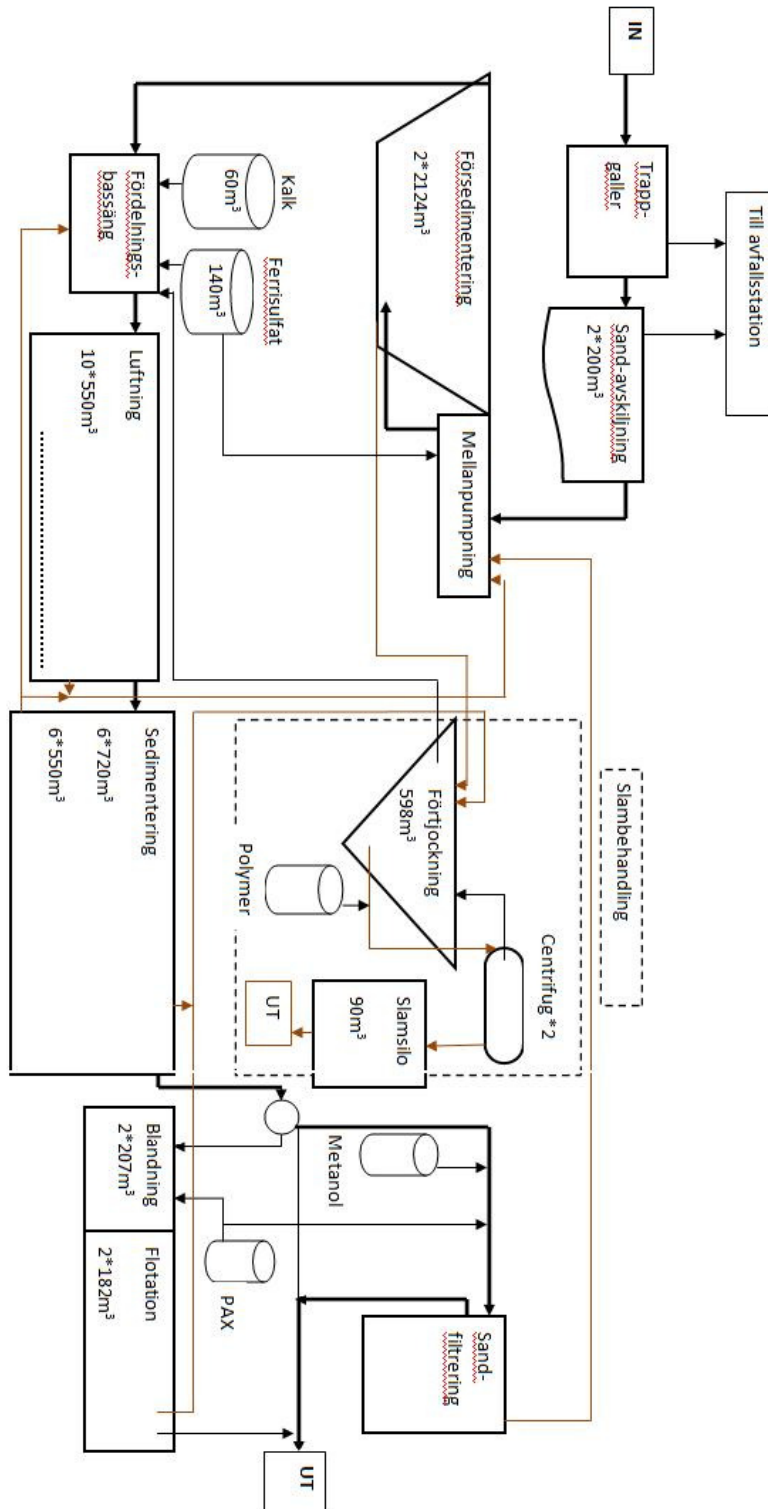 IN
Trapp-
galler
Till avfallsstation
Sand-avskiljning
2*200m³
Försedimentering
2*2124m³
Mellanpumpning
Kalk
60m³
Ferrisulfat
140m³
Fördelnings-
bassäng
Luftning
10*550m³
Sedimentering
6*720m³
6*550m³
Slambehandling
Förtjockning
598m³
Polymer
Centrifug *2
Slamsilo
90m³
UT
Metanol
Blandning
2*207m³
PAX
Flotation
2*182m³
Sand-
filtrering
UT